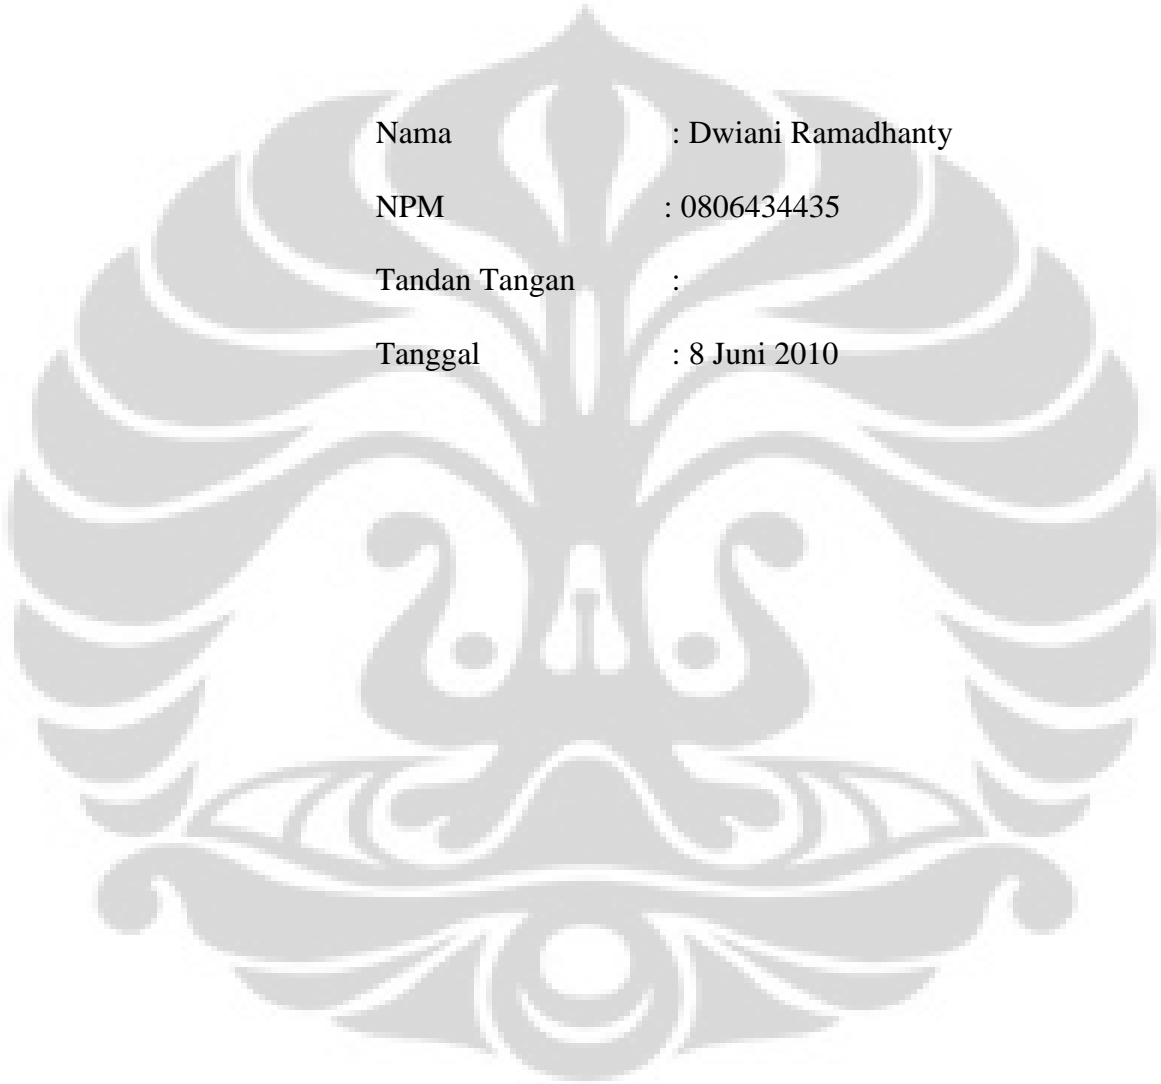 Nama : Dwiani Ramadhanty
NPM : 0806434435
Tandan Tangan :
Tanggal : 8 Juni 2010